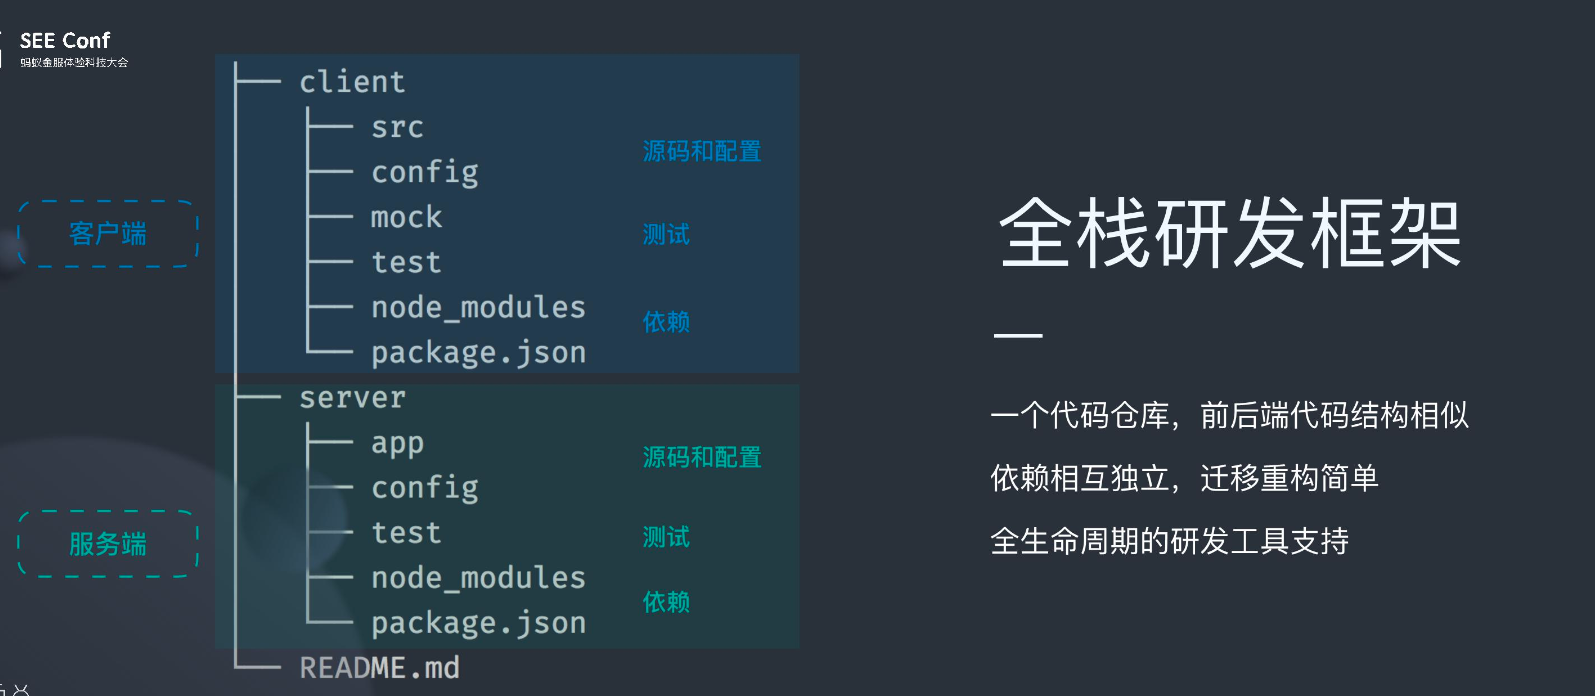 SEE Conf
蚂蚁金服体验科技大会
client
src
config
源码和配置
mock
test
测试
node_modules
package.json
依赖
客户端
server
app
config
源码和配置
test
测试
node_modules
package.json
依赖
服务端
README.md
全栈研发框架
一个代码仓库，前后端代码结构相似
依赖相互独立，迁移重构简单
全生命周期的研发工具支持